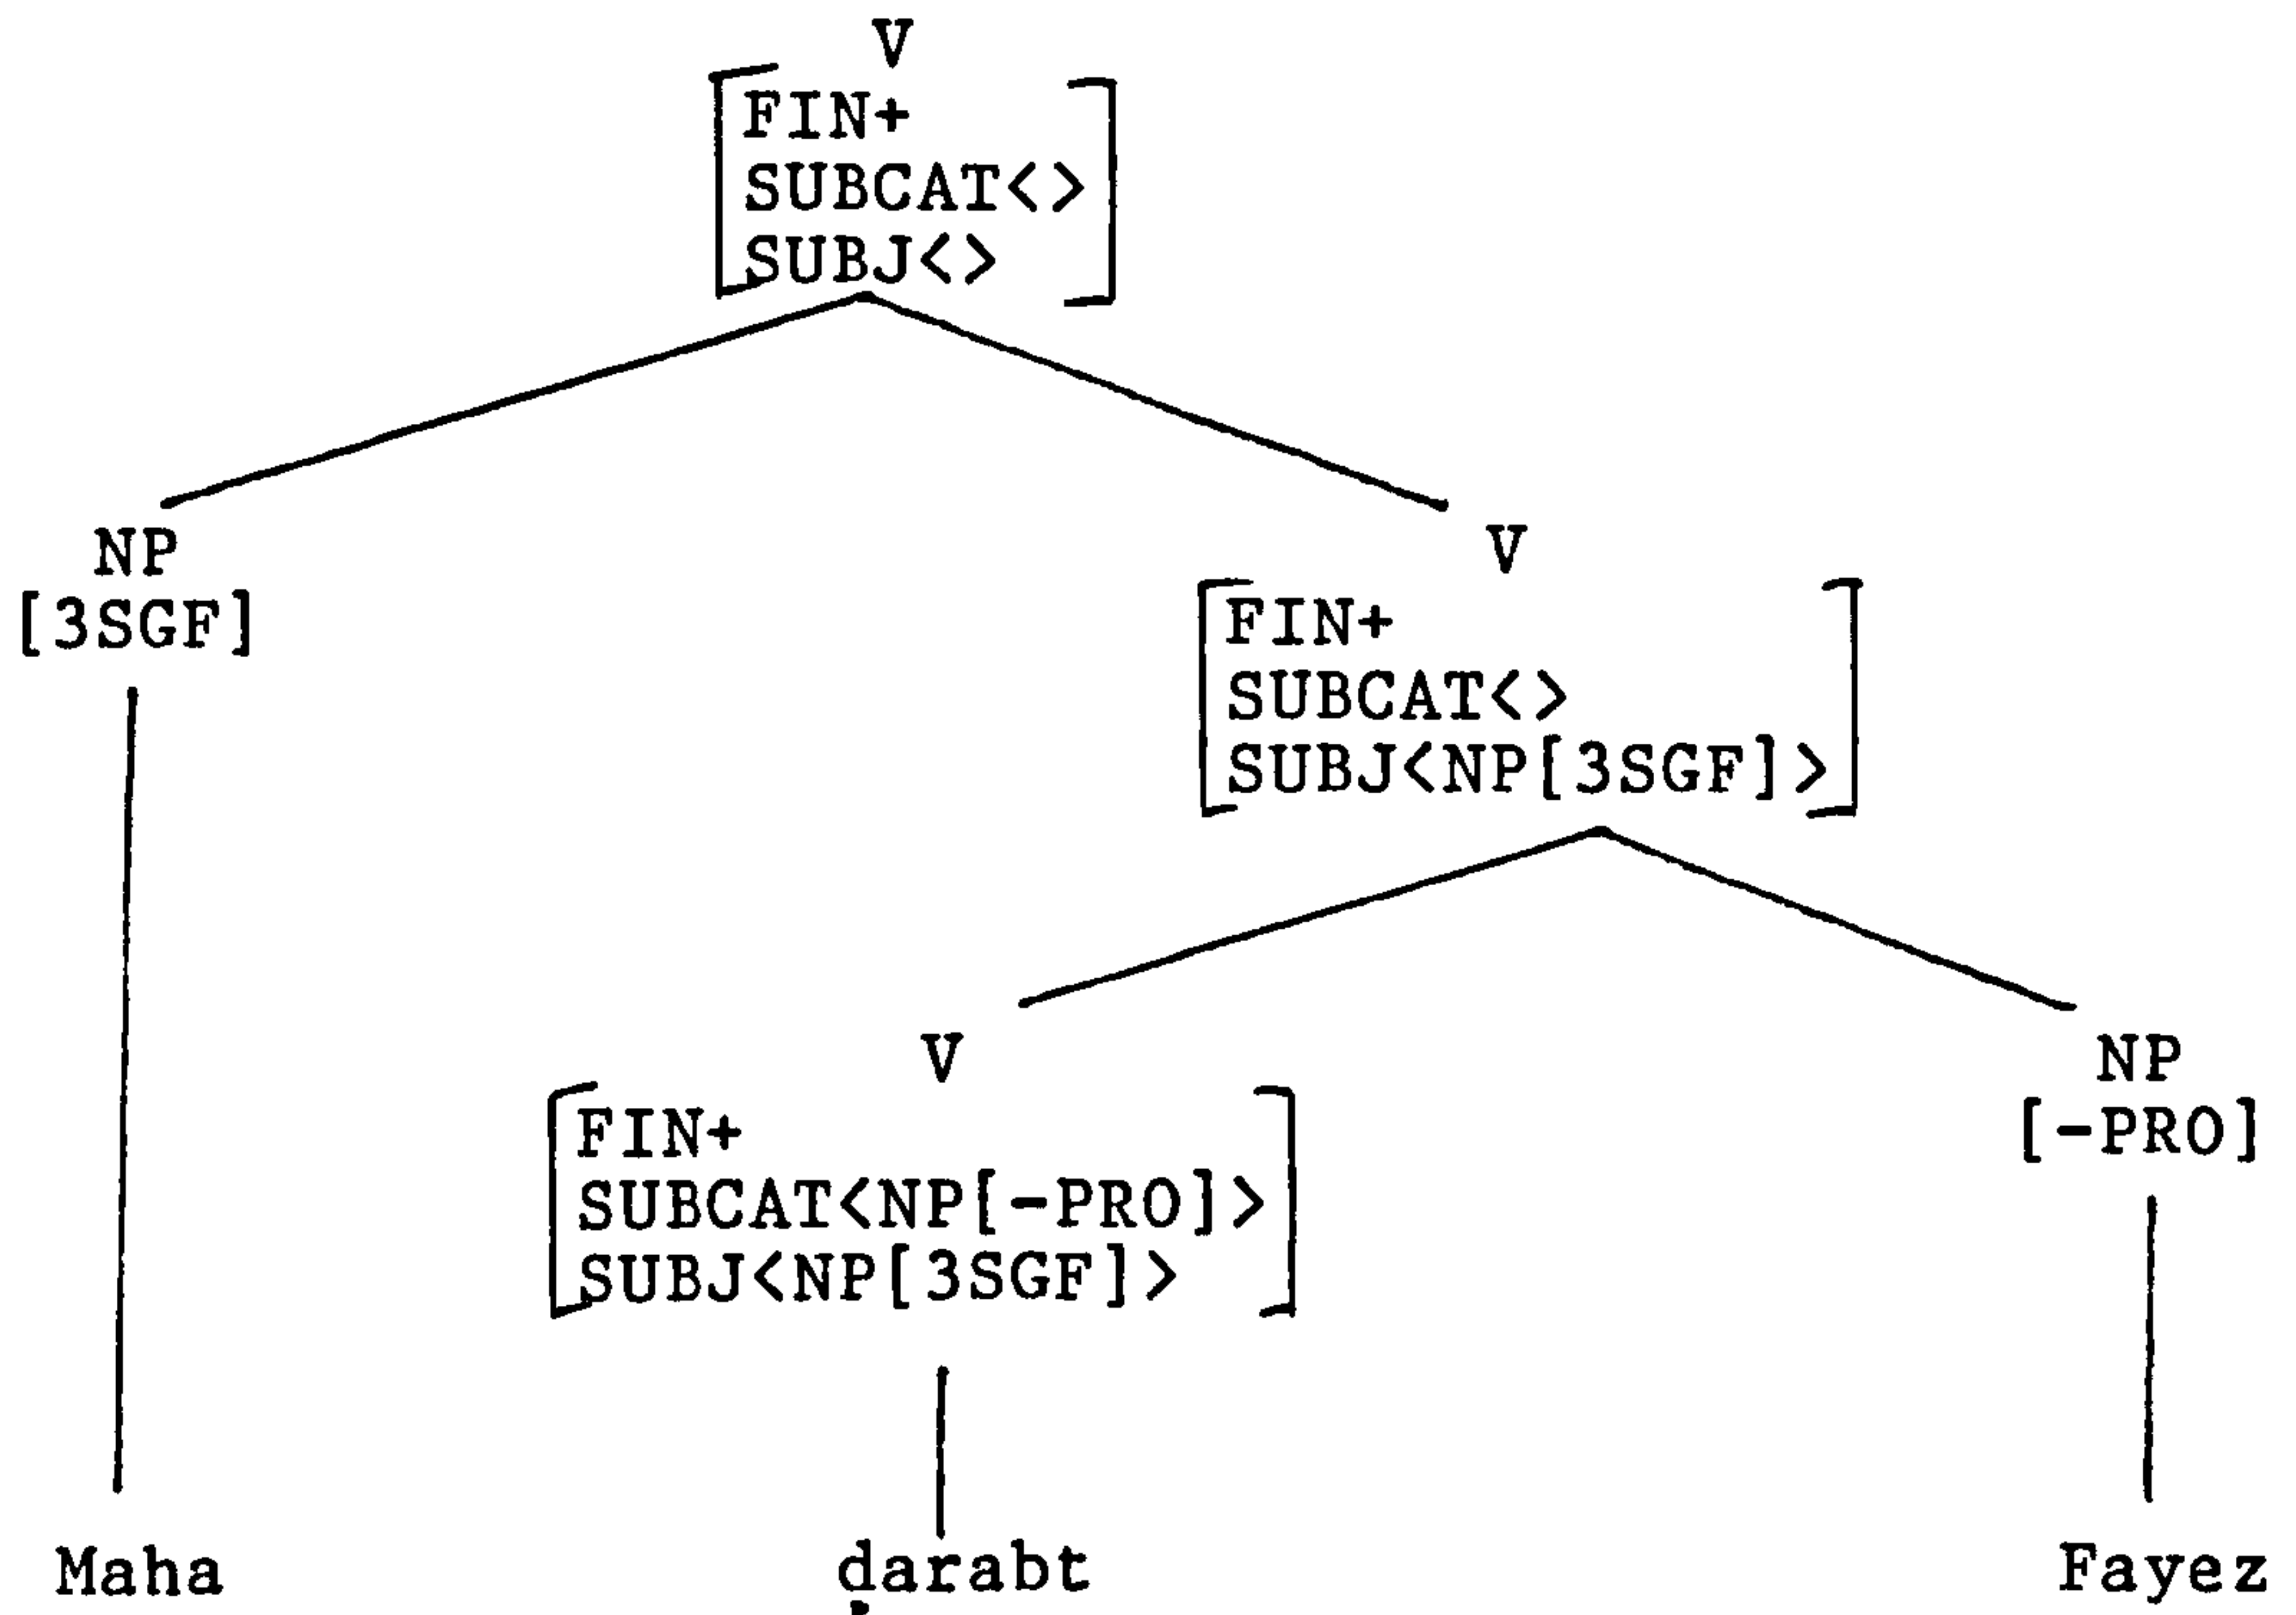 V
FIN+
SUBCAT<>
SUBJ<>
NP
[3SGF]
V
FIN+
SUBCAT<>
SUBJ<NP[3SGF]>
V
FIN+
SUBCAT<NP[-PRO]>
SUBJ<NP[3SGF]>
NP
[-PRO]
Maha ḍarabt Fayez